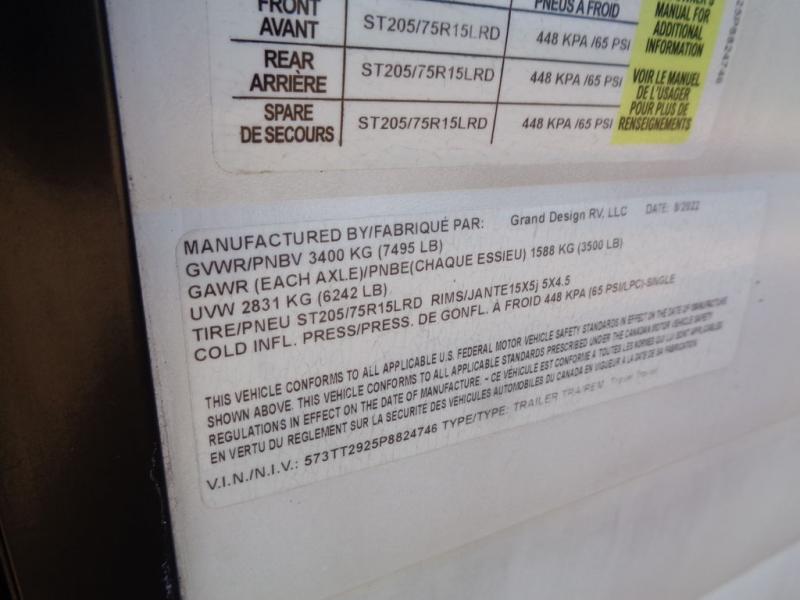 FRONT
AVANT
ST205/75R15LRD
PNEUS À FROID
448 KPA /65 PSI
MANUAL FOR
ADDITIONAL
INFORMATION
REAR
ARRIÈRE
ST205/75R15LRD
448 KPA /65 PSI
VOIR LE MANUEL
DE L'USAGER
POUR PLUS DE
RENSEIGNEMENTS
SPARE
DE SECOURS
ST205/75R15LRD
448 KPA /65 PSI
MANUFACTURED BY/FABRIQUÉ PAR: Grand Design RV, LLC DATE: 9/2022
GVWR/PNBV 3400 KG (7495 LB)
GAWR (EACH AXLE)/PNBE(CHAQUE ESSIEU) 1588 KG (3500 LB)
UVW 2831 KG (6242 LB)
TIRE/PNEU ST205/75R15LRD RIMS/JANTE15X5j 5X4.5
COLD INFL. PRESS/PRESS. DE GONFL. À FROID 448 KPA (65 PSI/LPC)-SINGLE
THIS VEHICLE CONFORMS TO ALL APPLICABLE U.S. FEDERAL MOTOR VEHICLE SAFETY STANDARDS IN EFFECT ON THE DATE OF MANUFACTURE
SHOWN ABOVE. THIS VEHICLE CONFORMS TO ALL APPLICABLE STANDARDS PRESCRIBED UNDER THE CANADIAN MOTOR VEHICLE SAFETY
REGULATIONS IN EFFECT ON THE DATE OF MANUFACTURE. - CE VÉHICULE EST CONFORME A TOUTES LES NORMES QUI LUI SONT APPLICABLES
EN VERTU DU REGLEMENT SUR LA SECURITE DES VÉHICULES AUTOMOBILES DU CANADA EN VIGUEUR A LA DATE DE SA FABRICATION.
V.I.N./N.I.V.: 573TT2925P8824746 TYPE/TYPE: TRAILER TRA/REM Travel Travel